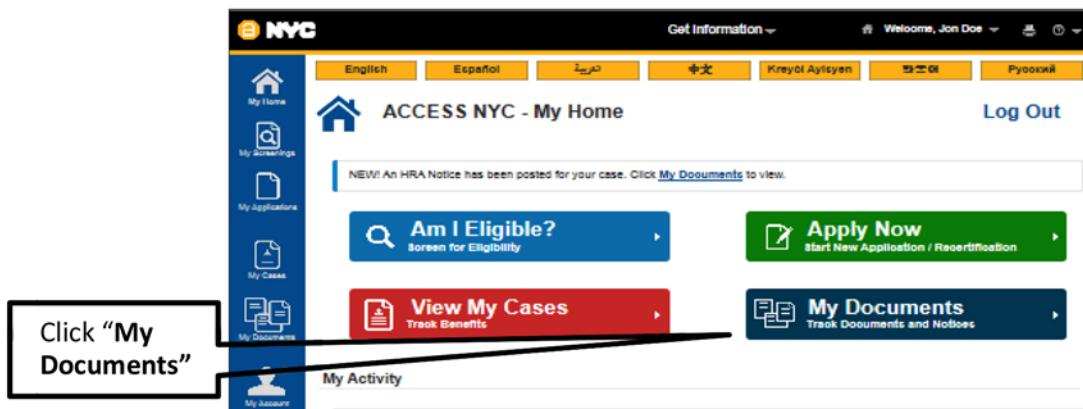 NYC
Get Information
Welcome, Jon Doe
English
Español
العربية
中文
Kreyòl Ayisyen
한국어
Русский
My Home
ACCESS NYC - My Home
Log Out
My Screenings
NEW! An HRA Notice has been posted for your case. Click My Documents to view.
My Applications
Am I Eligible?
Screen for Eligibility
Apply Now
Start New Application / Recertification
My Cases
View My Cases
Track Benefits
My Documents
Track Documents and Notices
My Documents
Click “My
Documents”
My Activity
My Account